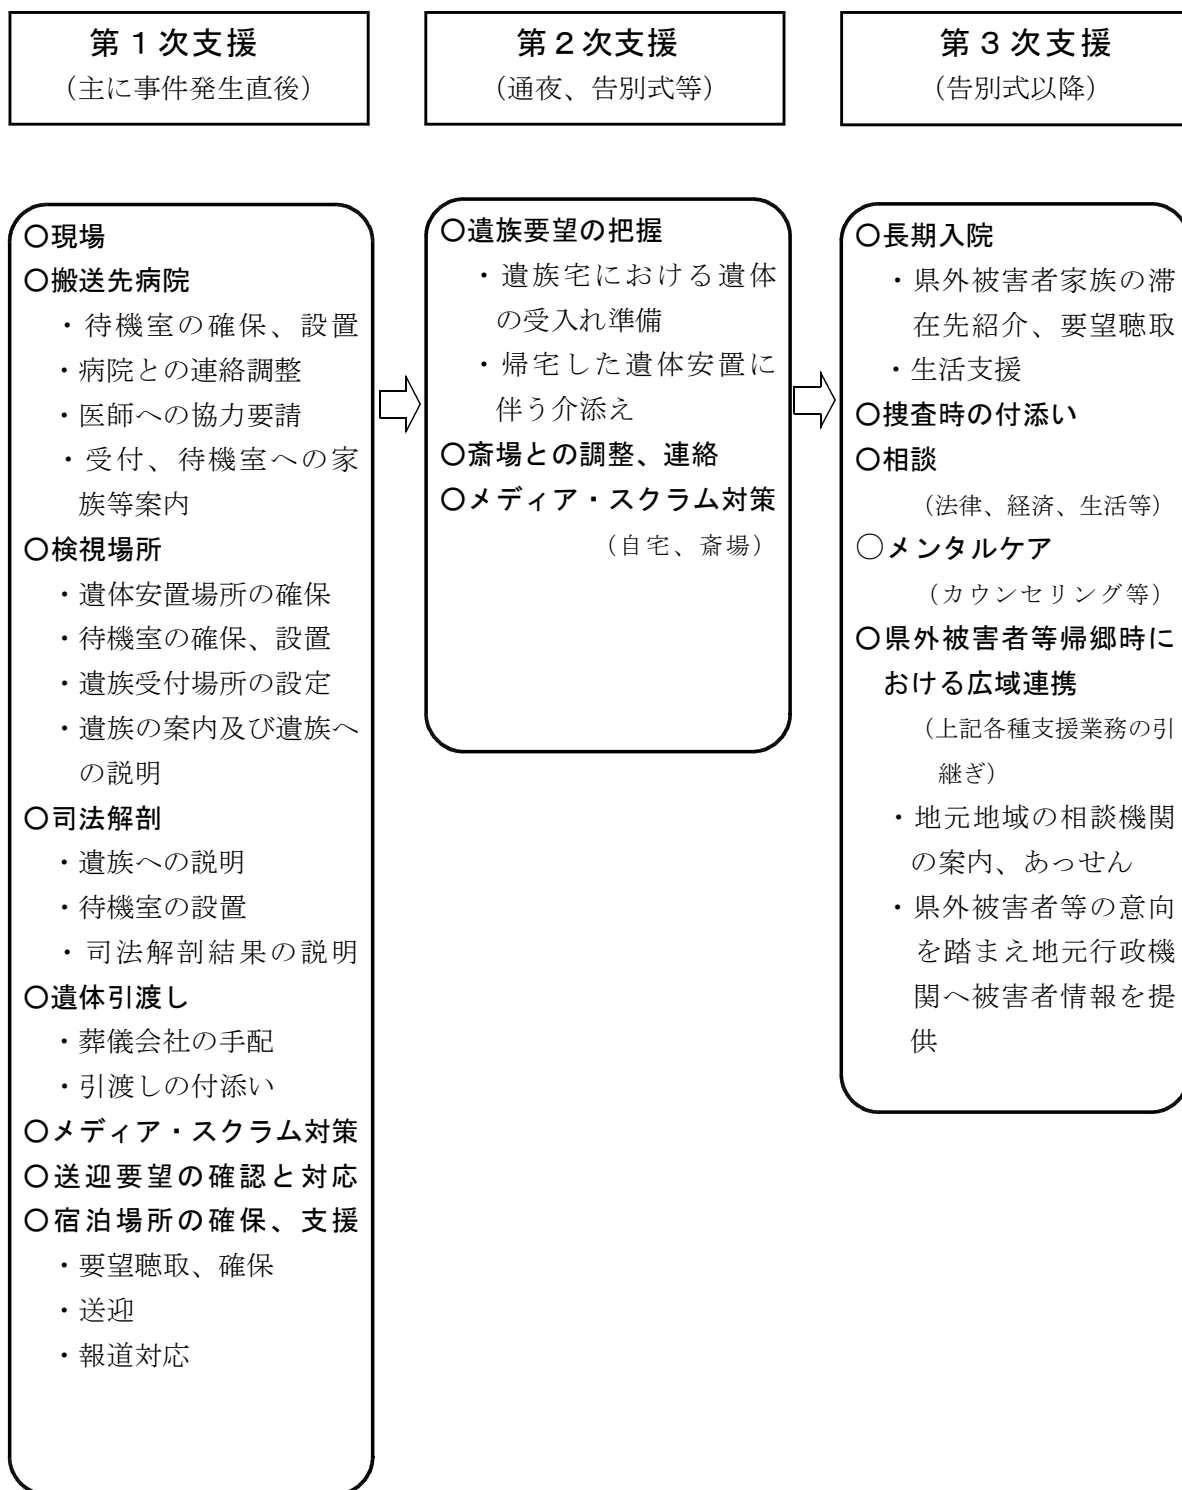 第1次支援
（主に事件発生直後）
第2次支援
（通夜、告別式等）
第3次支援
（告別式以降）
○現場
○搬送先病院
・待機室の確保、設置
・病院との連絡調整
・医師への協力要請
・受付、待機室への家
族等案内
○検視場所
・遺体安置場所の確保
・待機室の確保、設置
・遺族受付場所の設定
・遺族の案内及び遺族へ
の説明
○司法解剖
・遺族への説明
・待機室の設置
・司法解剖結果の説明
○遺体引渡し
・葬儀会社の手配
・引渡しの付添い
○メディア・スクラム対策
○送迎要望の確認と対応
○宿泊場所の確保、支援
・要望聴取、確保
・送迎
・報道対応
○遺族要望の把握
・遺族宅における遺体
の受入れ準備
・帰宅した遺体安置に
伴う介添え
○斎場との調整、連絡
○メディア・スクラム対策
（自宅、斎場）
○長期入院
・県外被害者家族の滞
在先紹介、要望聴取
・生活支援
○捜査時の付添い
○相談
（法律、経済、生活等）
○メンタルケア
（カウンセリング等）
○県外被害者等帰郷時に
おける広域連携
（上記各種支援業務の引
継ぎ）
・地元地域の相談機関
の案内、あっせん
・県外被害者等の意向
を踏まえ地元行政機
関へ被害者情報を提
供